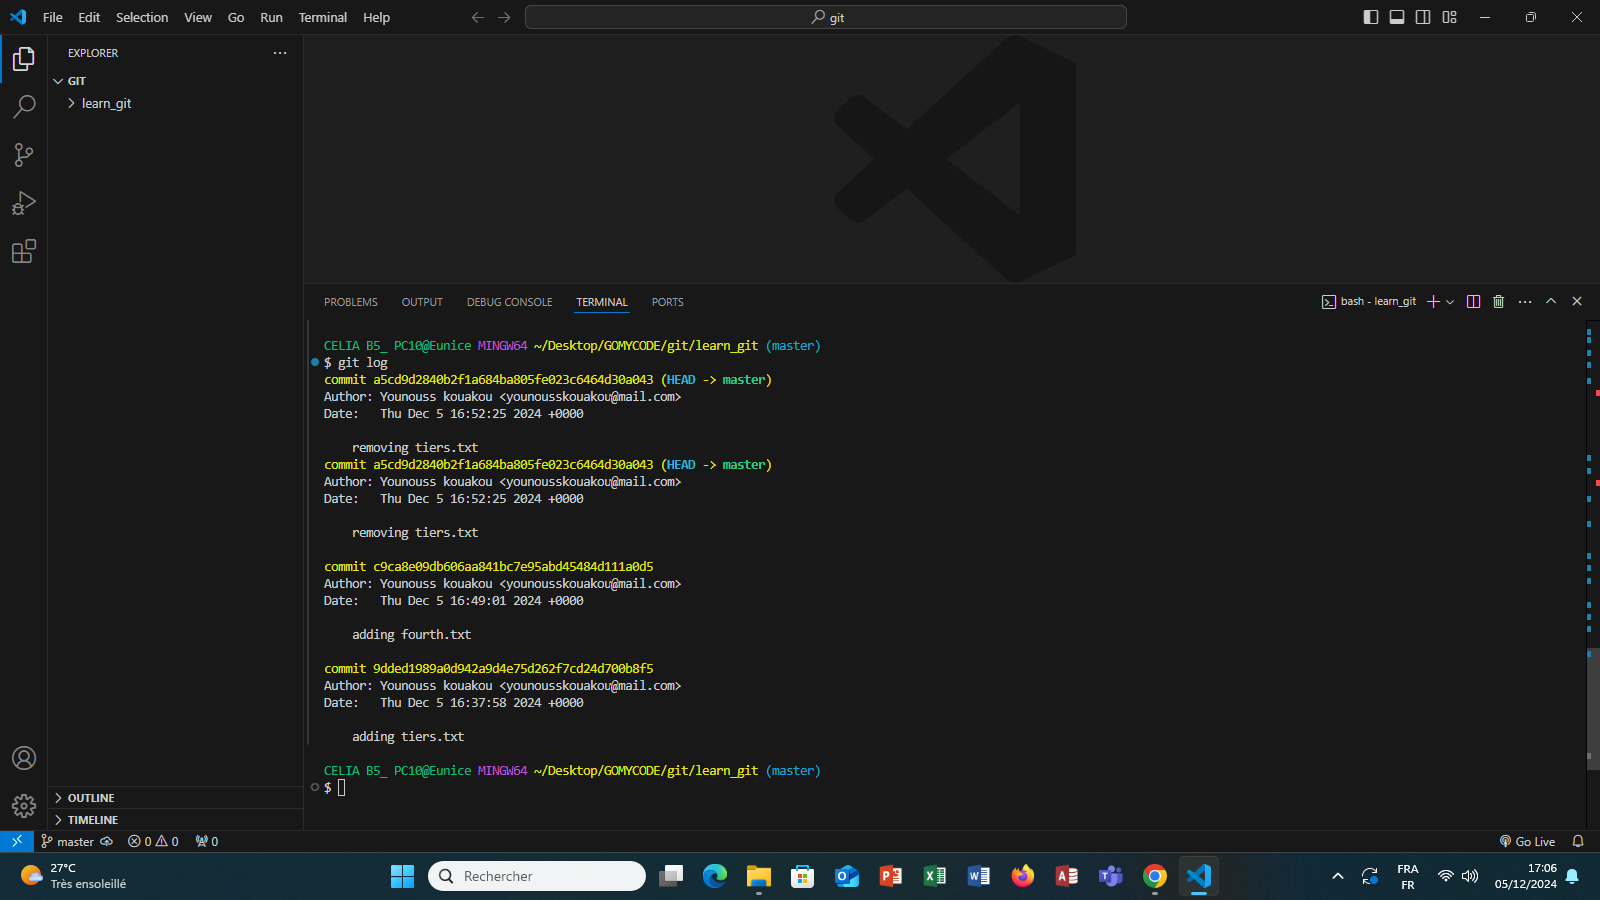 File Edit Selection View Go Run Terminal Help
git
EXPLORER
GIT
learn_git
PROBLEMS OUTPUT DEBUG CONSOLE TERMINAL PORTS
bash - learn_git
CELIA B5_ PC10@Eunice MINGW64 ~/Desktop/GOMYCODE/git/learn_git (master)
$ git log
commit a5cd9d2840b2f1a684ba805fe023c6464d30a043 (HEAD -> master)
Author: Younouss kouakou <younousskouakou@mail.com>
Date:   Thu Dec 5 16:52:25 2024 +0000
removing tiers.txt
commit a5cd9d2840b2f1a684ba805fe023c6464d30a043 (HEAD -> master)
Author: Younouss kouakou <younousskouakou@mail.com>
Date:   Thu Dec 5 16:52:25 2024 +0000
removing tiers.txt
commit c9ca8e09db606aa841bc7e95abd45484d111a0d5
Author: Younouss kouakou <younousskouakou@mail.com>
Date:   Thu Dec 5 16:49:01 2024 +0000
adding fourth.txt
commit 9dded1989a0d942a9d4e75d262f7cd24d700b8f5
Author: Younouss kouakou <younousskouakou@mail.com>
Date:   Thu Dec 5 16:37:58 2024 +0000
adding tiers.txt
CELIA B5_ PC10@Eunice MINGW64 ~/Desktop/GOMYCODE/git/learn_git (master)
$
OUTLINE
TIMELINE
master 0 0 0 Go Live
27°C
Très ensoleillé
Rechercher
FRA
FR
17:06
05/12/2024